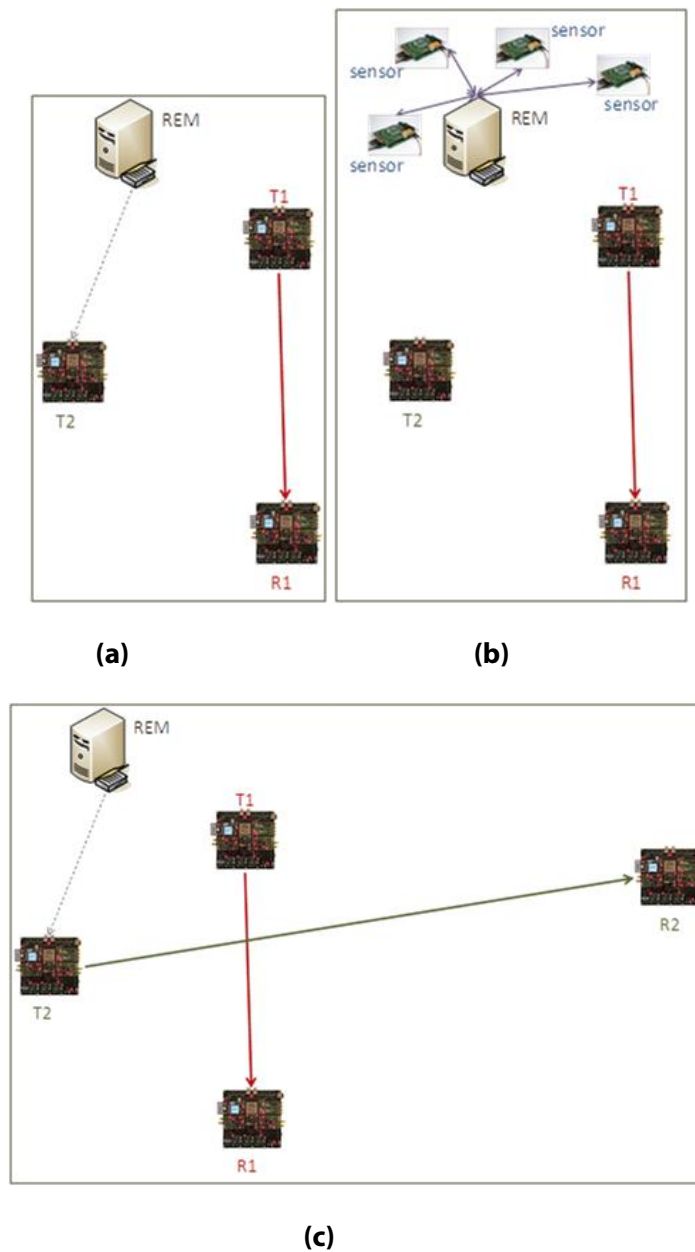 REM
T1
T2
R1
(a)
sensor
sensor
sensor
sensor
REM
T1
T2
R1
(b)
REM
T1
R2
T2
R1
(c)